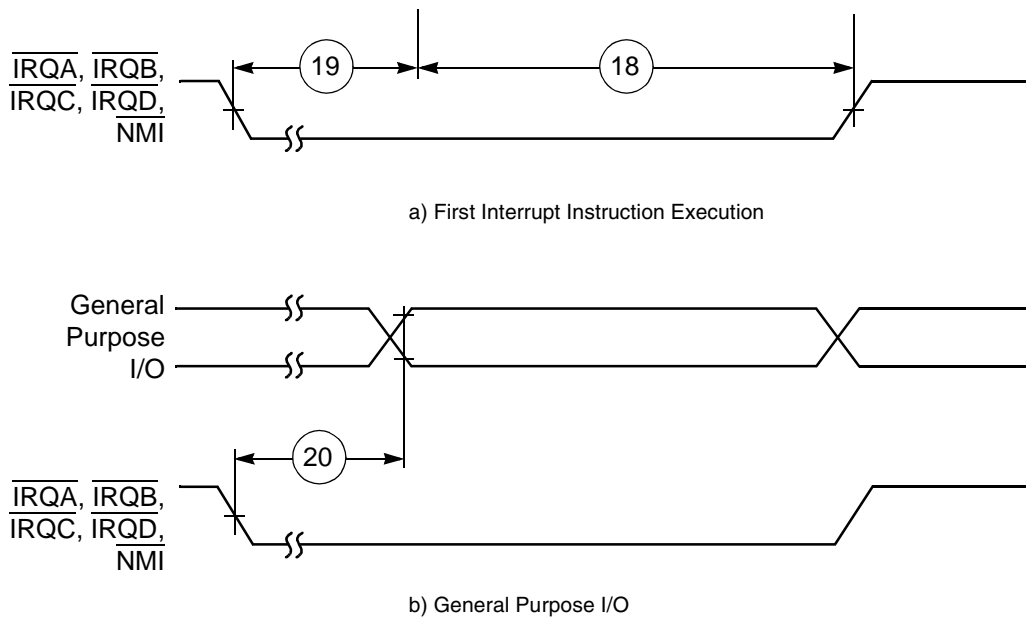 19
18
IRQA, IRQB,
IRQC, IRQD,
NMI
a) First Interrupt Instruction Execution
General
Purpose
I/O
20
IRQA, IRQB,
IRQC, IRQD,
NMI
b) General Purpose I/O